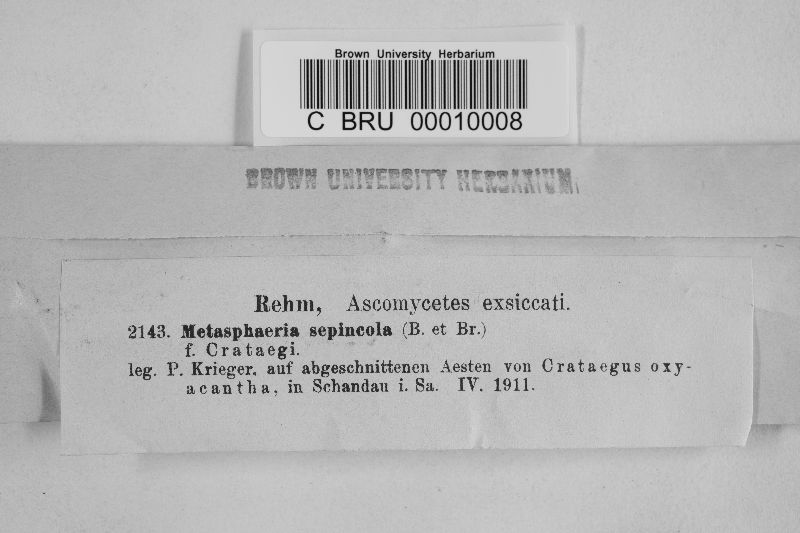 Brown University Herbarium
C BRU 00010008
BROWN UNIVERSITY HERBARIUM
Rehm, Ascomycetes exsiccati.
2143. Metasphaeria sepincola (B. et Br.)
f. Crataegi.
leg. P. Krieger, auf abgeschnittenen Aesten von Crataegus oxy-
acantha, in Schandau i. Sa. IV. 1911.